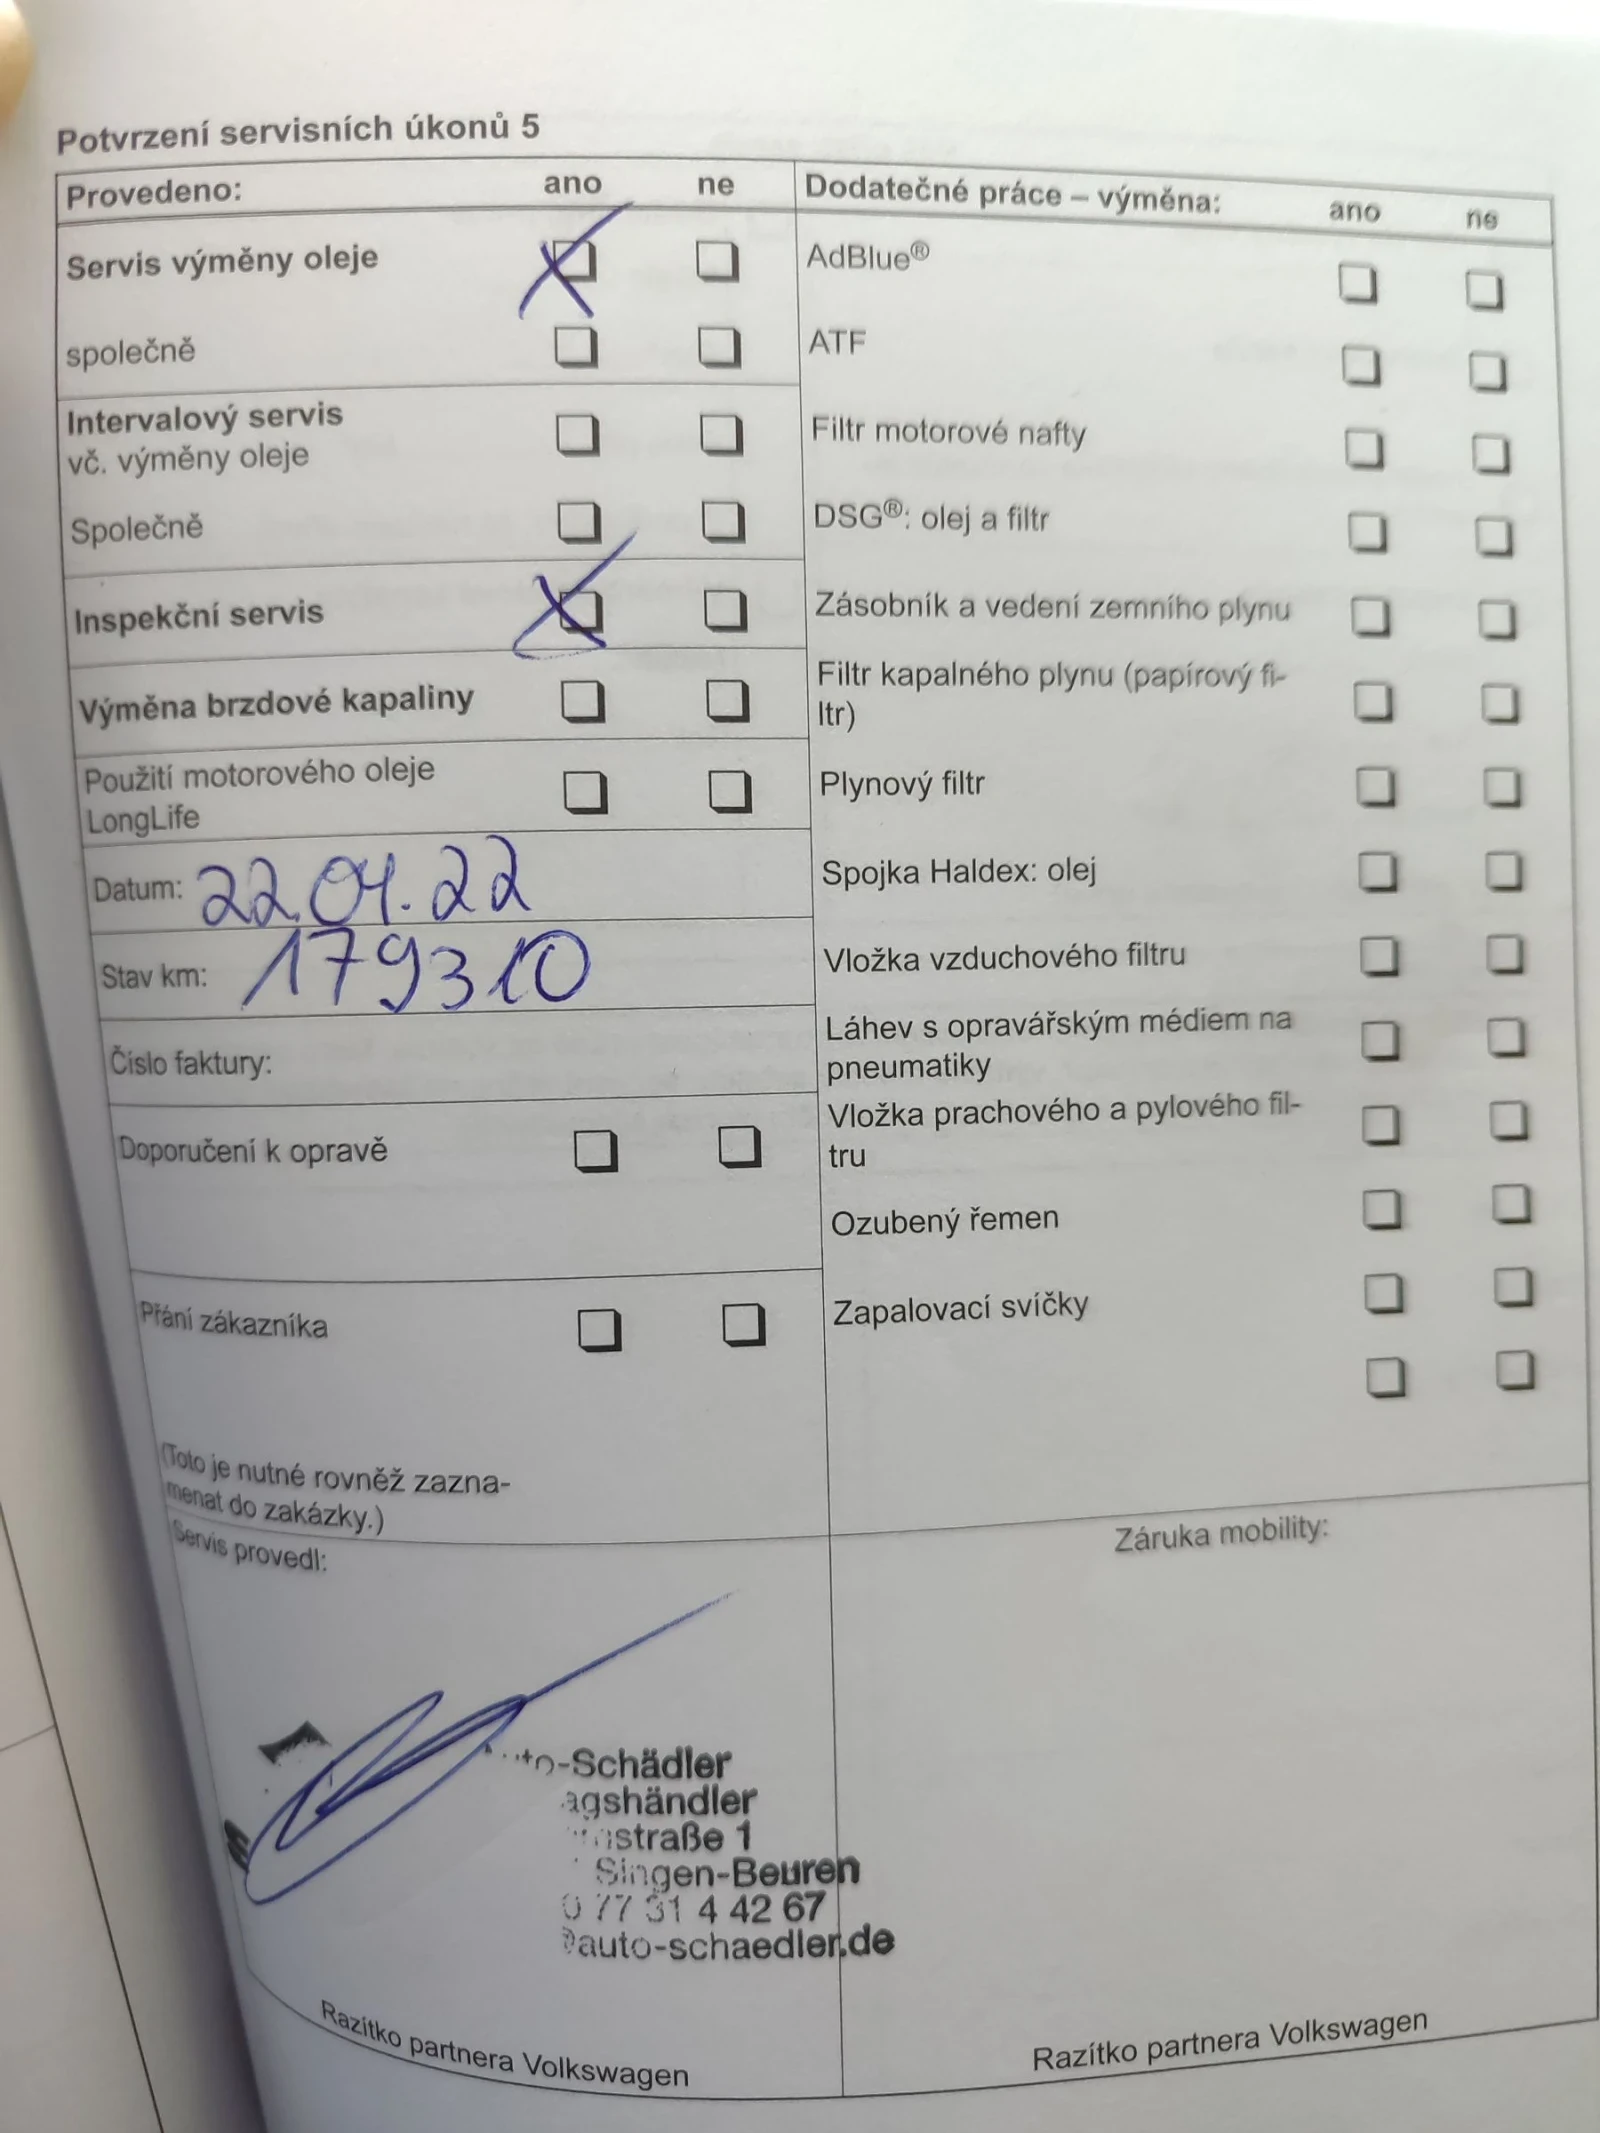 Potvrzení servisních úkonů 5
Provedeno: ano ne
Servis výměny oleje
společně
Intervalový servis
vč. výměny oleje
Společně
Inspekční servis
Výměna brzdové kapaliny
Použití motorového oleje
LongLife
Datum: 22.04.22
Stav km: 179310
Číslo faktury:
Doporučení k opravě
Přání zákazníka
(Toto je nutné rovněž zazna-
menat do zakázky.)
Servis provedl:
-Schädler
1
Singen-Beuren
0 77 31 4 42 67
auto-schaedler.de
Razítko partnera Volkswagen
Dodatečné práce – výměna: ano ne
AdBlue®
ATF
Filtr motorové nafty
DSG®: olej a filtr
Zásobník a vedení zemního plynu
Filtr kapalného plynu (papírový fi-
ltr)
Plynový filtr
Spojka Haldex: olej
Vložka vzduchového filtru
Láhev s opravářským médiem na
pneumatiky
Vložka prachového a pylového fil-
tru
Ozubený řemen
Zapalovací svíčky
Záruka mobility:
Razítko partnera Volkswagen